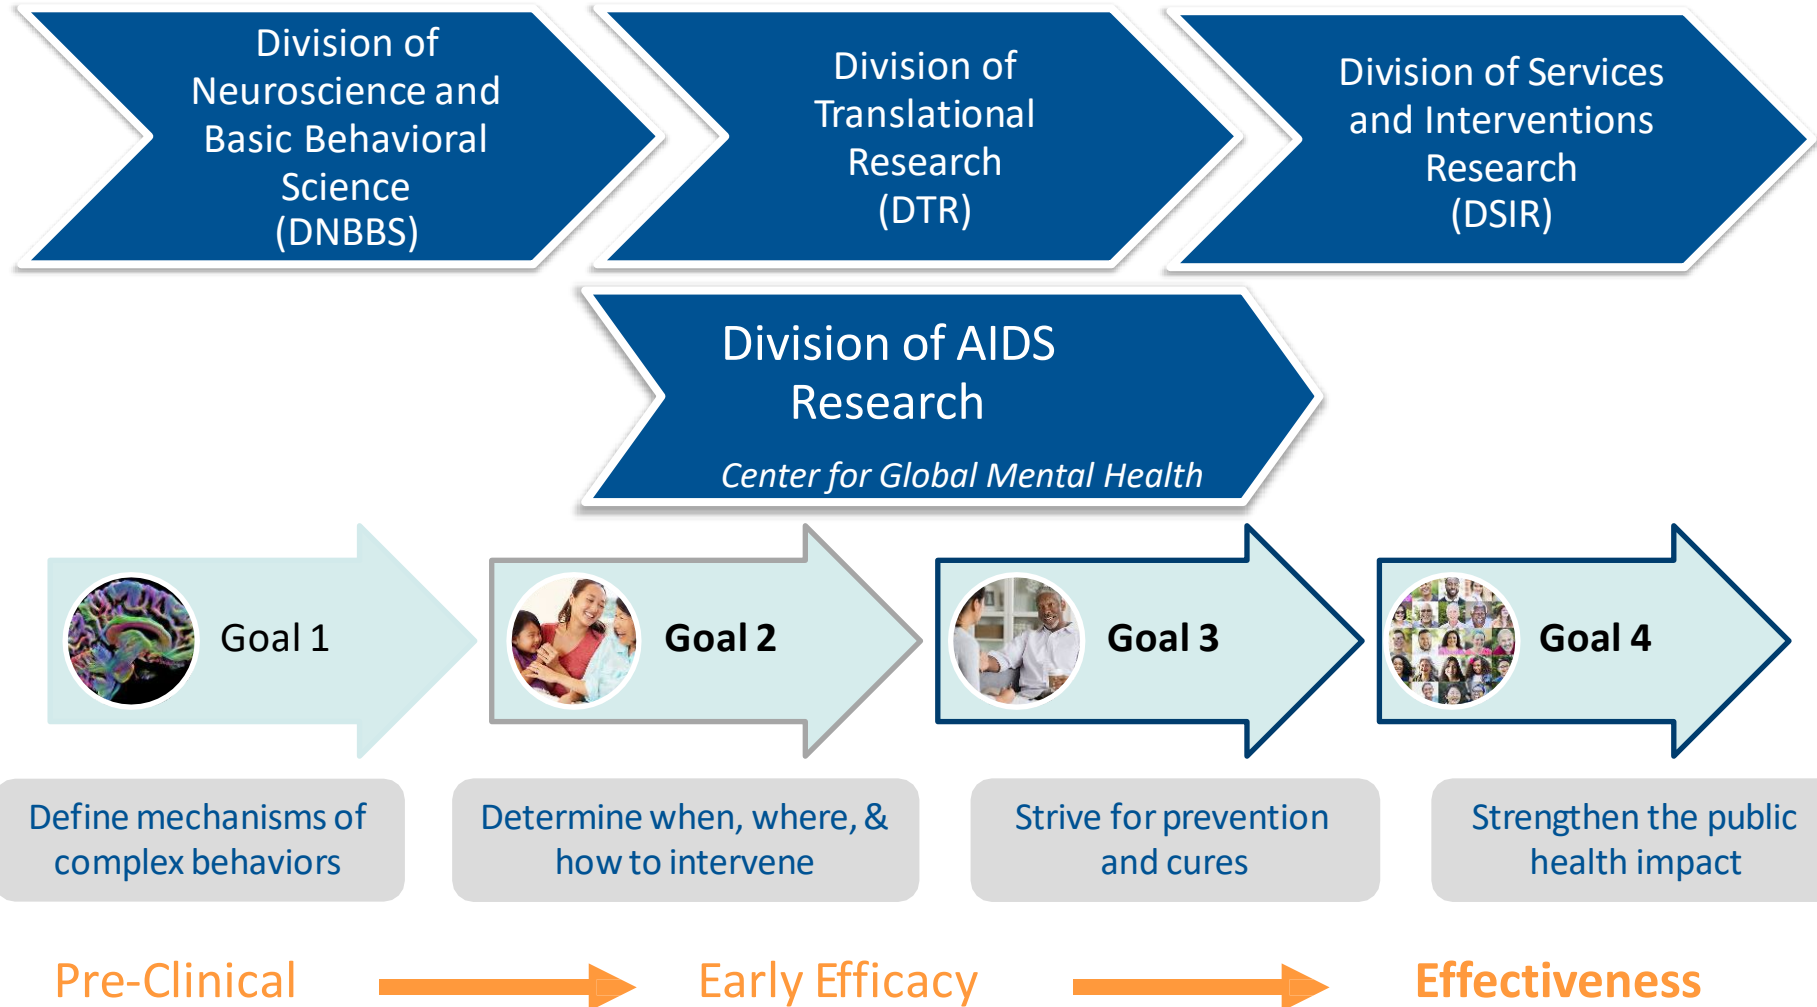 Division of
Neuroscience and
Basic Behavioral
Science
(DNBBS)
Division of
Translational
Research
(DTR)
Division of Services
and Interventions
Research
(DSIR)
Division of AIDS
Research
Center for Global Mental Health
Goal 1
Goal 2
Goal 3
Goal 4
Define mechanisms of
complex behaviors
Determine when, where, &
how to intervene
Strive for prevention
and cures
Strengthen the public
health impact
Pre-Clinical
Early Efficacy
Effectiveness